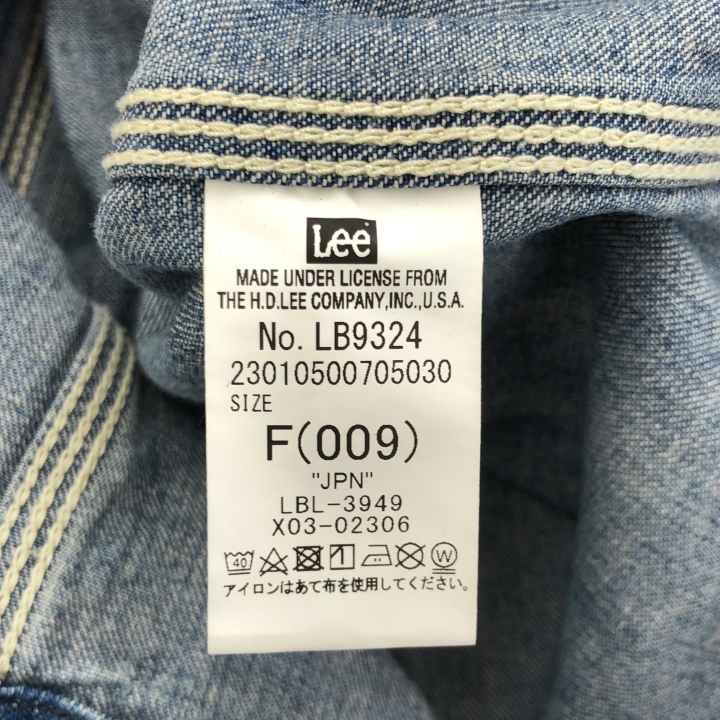 Lee
MADE UNDER LICENSE FROM
THE H.D.LEE COMPANY,INC.,U.S.A.
No. LB9324
23010500705030
SIZE
F(009)
"JPN"
LBL-3949
X03-02306
40 W
アイロンはあて布を使用してください。